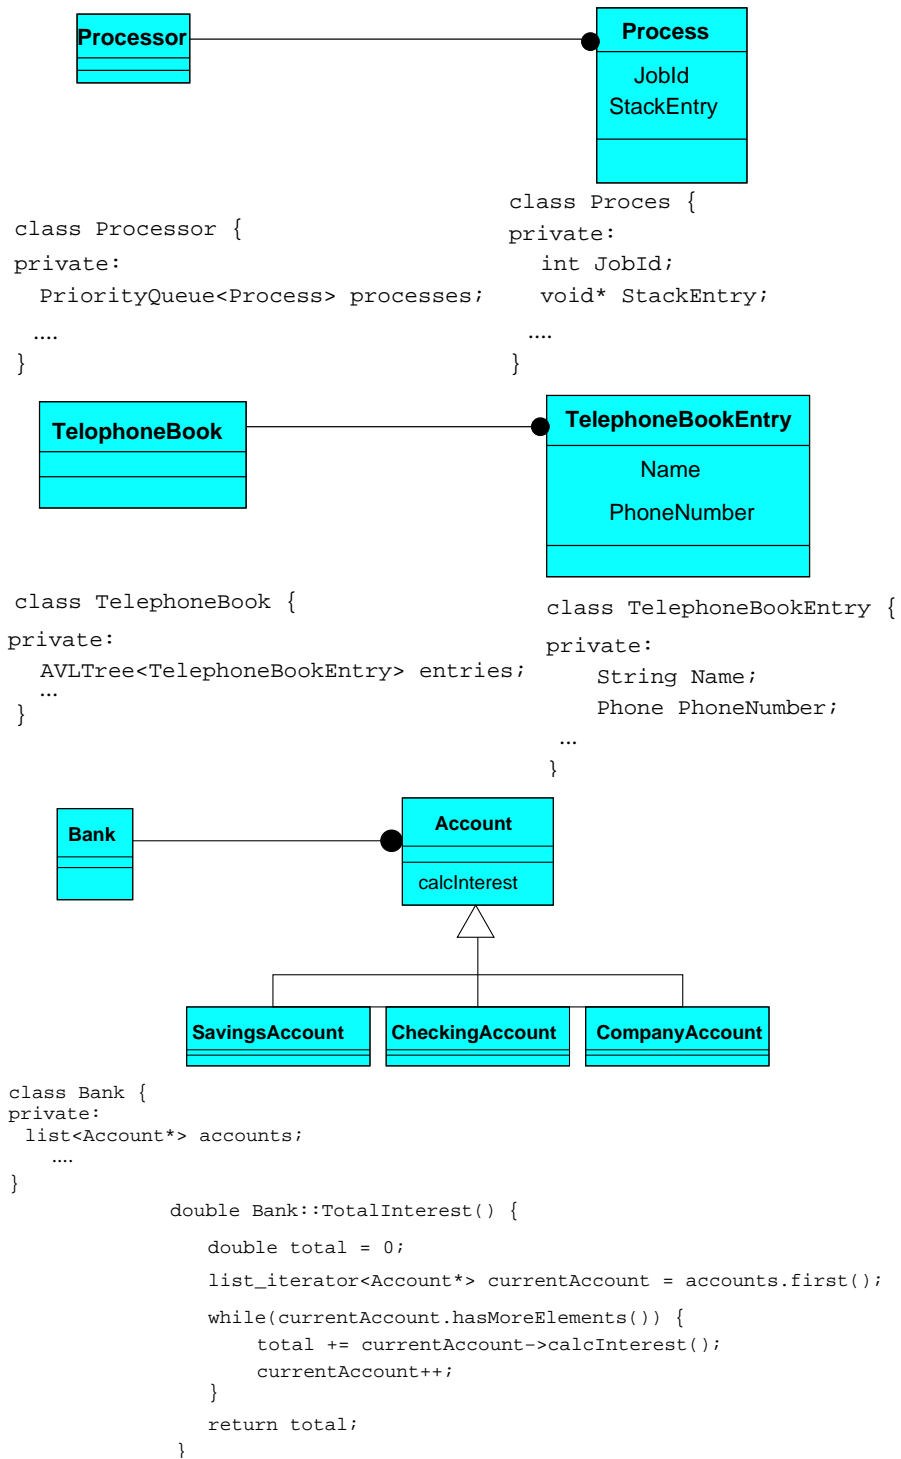 Processor
Process
JobId
StackEntry
class Processor {
private:
PriorityQueue<Process> processes;
....
}
class Proces {
private:
int JobId;
void* StackEntry;
....
}
TelophoneBook
TelephoneBookEntry
Name
PhoneNumber
class TelephoneBook {
private:
AVLTree<TelephoneBookEntry> entries;
...
}
class TelephoneBookEntry {
private:
String Name;
Phone PhoneNumber;
...
}
Bank
Account
calcInterest
SavingsAccount
CheckingAccount
CompanyAccount
class Bank {
private:
list<Account*> accounts;
....
}
double Bank::TotalInterest() {
double total = 0;
list_iterator<Account*> currentAccount = accounts.first();
while(currentAccount.hasMoreElements()) {
total += currentAccount->calcInterest();
currentAccount++;
}
return total;
}